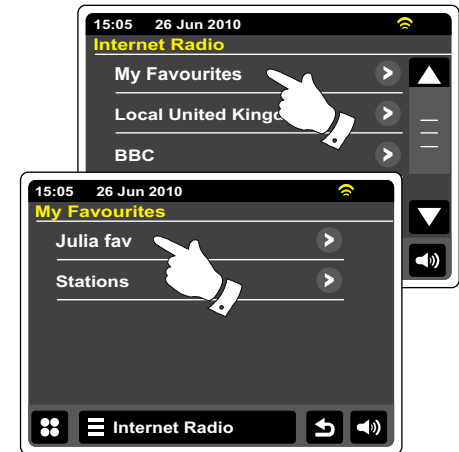 15:05 26 Jun 2010
Internet Radio
My Favourites
Local United Kingd
BBC
15:05 26 Jun 2010
My Favourites
Julia fav
Stations
Internet Radio